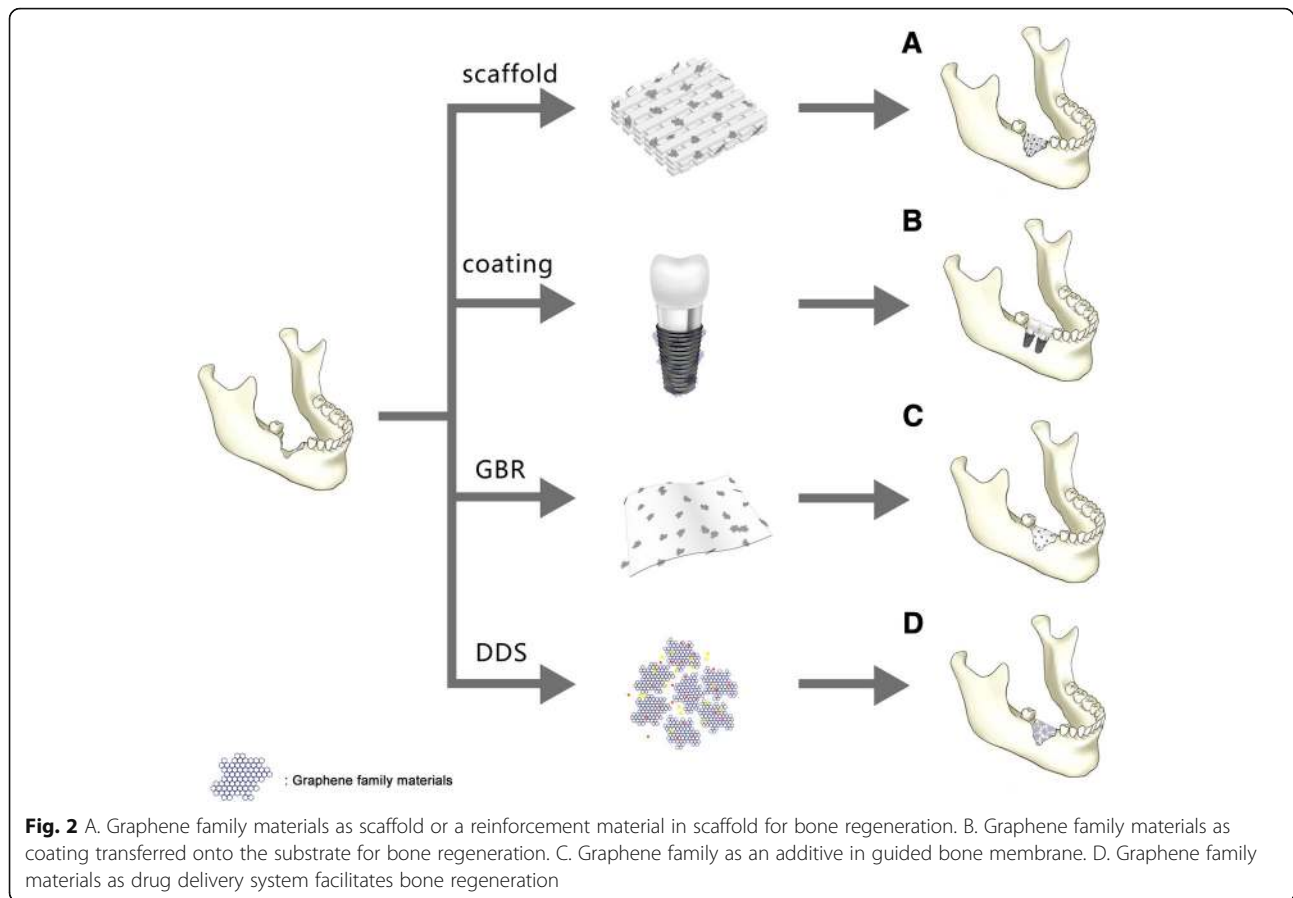 scaffold
A
coating
B
GBR
C
DDS
D
: Graphene family materials
Fig. 2 A. Graphene family materials as scaffold or a reinforcement material in scaffold for bone regeneration. B. Graphene family materials as
coating transferred onto the substrate for bone regeneration. C. Graphene family as an additive in guided bone membrane. D. Graphene family
materials as drug delivery system facilitates bone regeneration